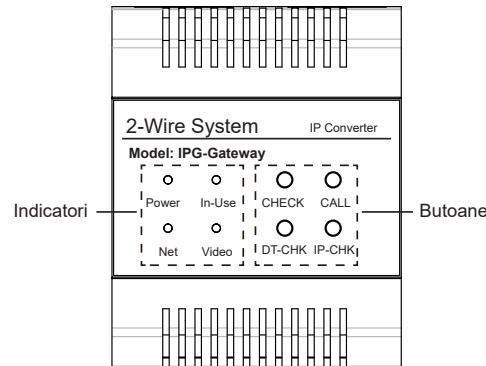 2-Wire System IP Converter
Model: IPG-Gateway
Power In-Use CHECK CALL
Indicatori Butoane
Net Video DT-CHK IP-CHK